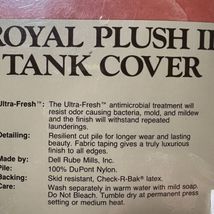 ROYAL PLUSH II
TANK COVER
Ultra-Fresh™: The Ultra-Fresh™ antimicrobial treatment will
resist odor causing bacteria, mold, and mildew
and the finish will withstand repeated
launderings.
Detailing: Resilient cut pile for longer wear and lasting
beauty. Fabric taping gives a truly luxurious
finish to all edges.
Made by: Dell Rube Mills, Inc.
Pile: 100% DuPont Nylon.
Backing: Skid resistant, Check-R-Bak® latex.
Care: Wash separately in warm water with mild soap.
Do Not Bleach. Tumble dry on permanent press
setting or medium heat.